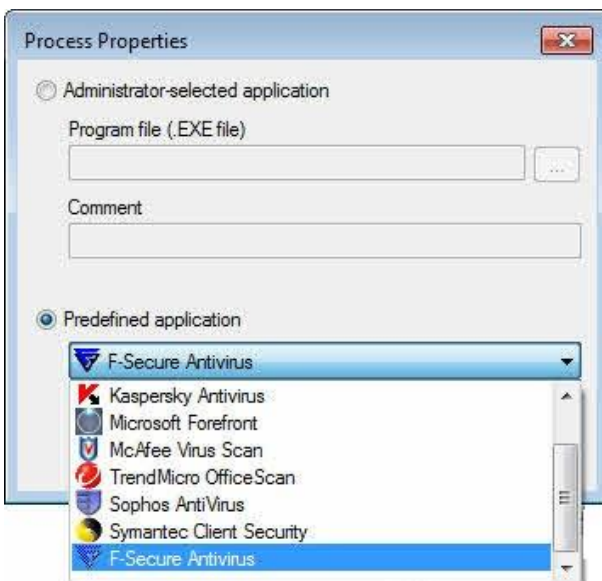 Process Properties
Administrator-selected application
Program file (.EXE file)
...
Comment
Predefined application
F-Secure Antivirus
Kaspersky Antivirus
Microsoft Forefront
McAfee Virus Scan
TrendMicro OfficeScan
Sophos AntiVirus
Symantec Client Security
F-Secure Antivirus